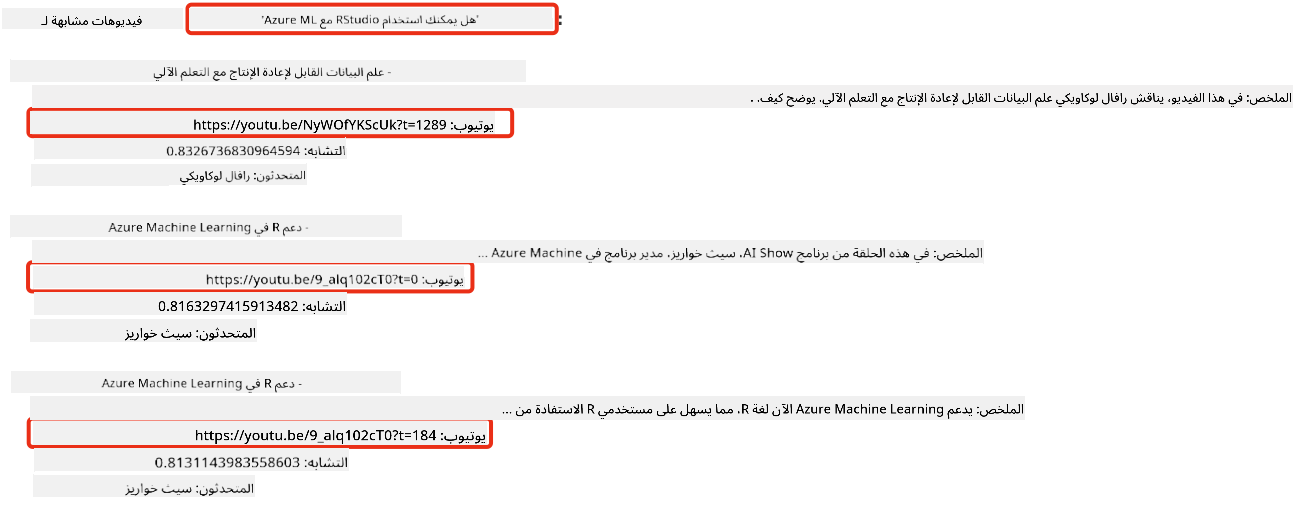 فيديوهات مشابهة لـ 'هل يمكنك استخدام RStudio مع Azure ML':
- علم البيانات القابل لإعادة الإنتاج مع التعلم الآلي
الملخص: في هذا الفيديو، يناقش رافال لوكاويكي علم البيانات القابل لإعادة الإنتاج مع التعلم الآلي. يوضح كيف. .
يوتيوب: https://youtu.be/NyWOfYKScUk?t=1289
التشابه: 0.8326736830964594
المتحدثون: رافال لوكاويكي
- دعم R في Azure Machine Learning
الملخص: في هذه الحلقة من برنامج AI Show، سيث خواريز، مدير برنامج في Azure Machine ...
يوتيوب: https://youtu.be/9_alq102cT0?t=0
التشابه: 0.8163297415913482
المتحدثون: سيث خواريز
- دعم R في Azure Machine Learning
الملخص: يدعم Azure Machine Learning الآن لغة R، مما يسهل على مستخدمي R الاستفادة من ...
يوتيوب: https://youtu.be/9_alq102cT0?t=184
التشابه: 0.8131143983558603
المتحدثون: سيث خواريز